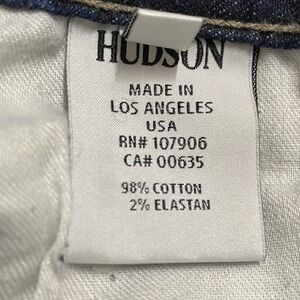 HUDSON
MADE IN
LOS ANGELES
USA
RN# 107906
CA# 00635
98% COTTON
2% ELASTAN